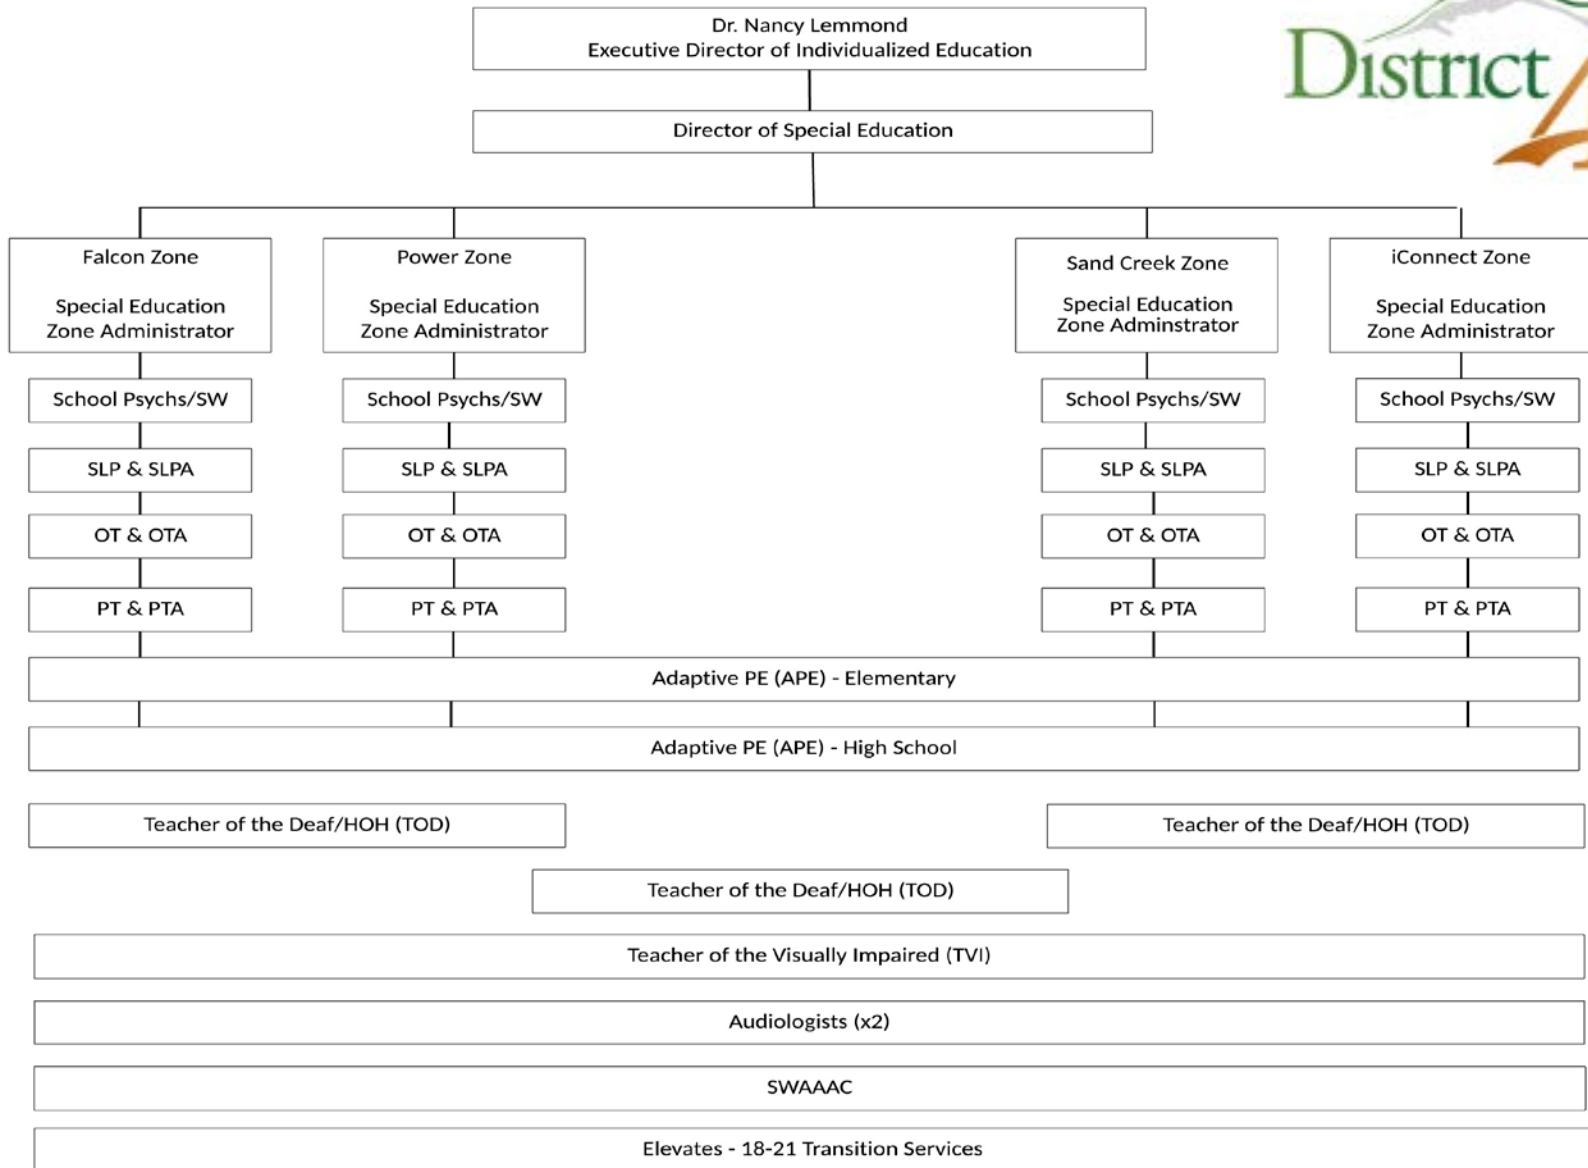 Dr. Nancy Lemmond
Executive Director of Individualized Education
District
Director of Special Education
Falcon Zone
Special Education
Zone Administrator
Power Zone
Special Education
Zone Administrator
Sand Creek Zone
Special Education
Zone Adminstrator
iConnect Zone
Special Education
Zone Administrator
School Psychs/SW
School Psychs/SW
School Psychs/SW
School Psychs/SW
SLP & SLPA
SLP & SLPA
SLP & SLPA
SLP & SLPA
OT & OTA
OT & OTA
OT & OTA
OT & OTA
PT & PTA
PT & PTA
PT & PTA
PT & PTA
Adaptive PE (APE) - Elementary
Adaptive PE (APE) - High School
Teacher of the Deaf/HOH (TOD)
Teacher of the Deaf/HOH (TOD)
Teacher of the Deaf/HOH (TOD)
Teacher of the Visually Impaired (TVI)
Audiologists (x2)
SWAAAC
Elevates - 18-21 Transition Services